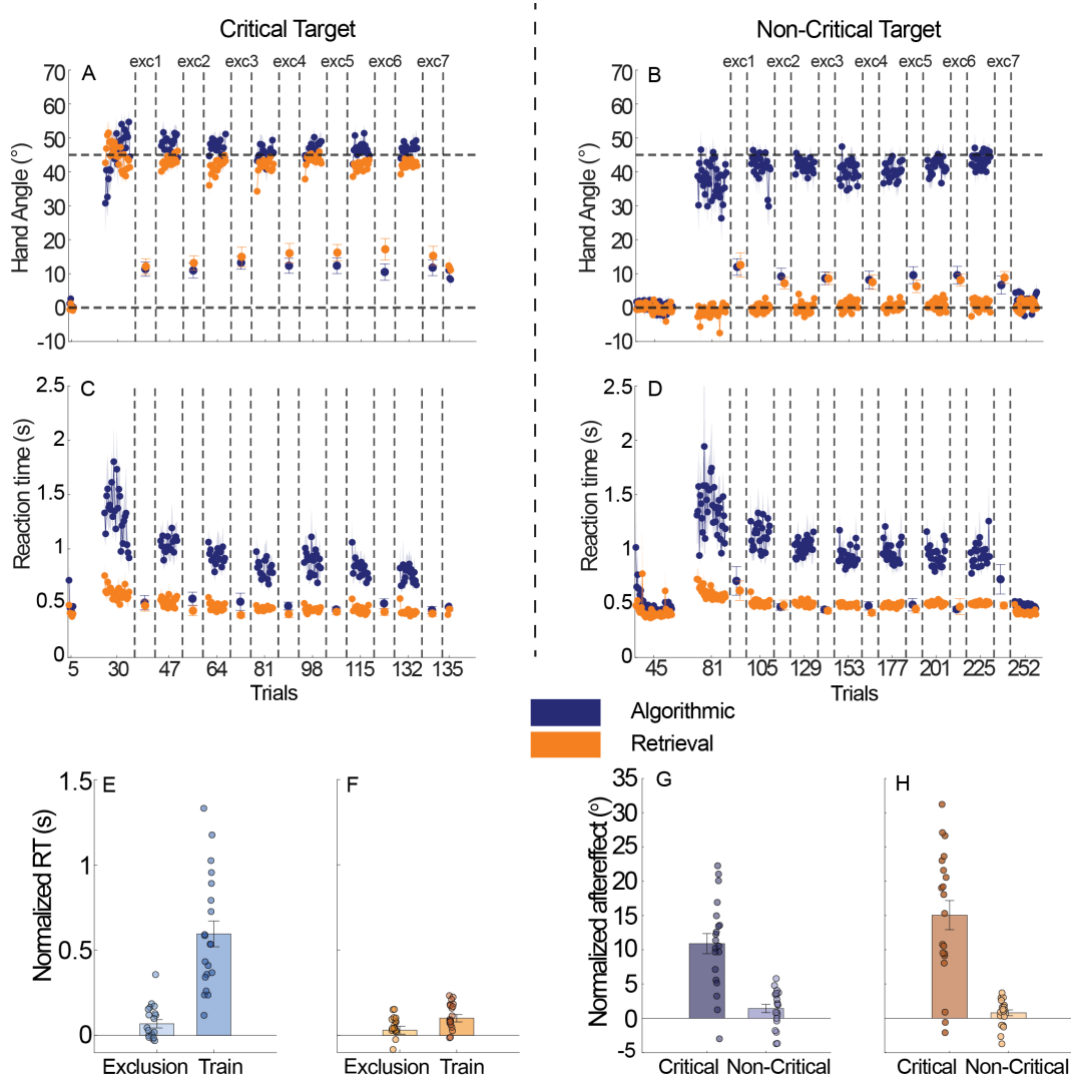 Critical Target
Non-Critical Target
exc1 exc2 exc3 exc4 exc5 exc6 exc7
exc1 exc2 exc3 exc4 exc5 exc6 exc7
A
B
Hand Angle (°)
70
60
50
40
30
20
10
0
-10
Hand Angle (°)
70
60
50
40
30
20
10
0
-10
C
D
Reaction time (s)
2.5
2
1.5
1
0.5
0
Reaction time (s)
2.5
2
1.5
1
0.5
0
5 30 47 64 81 98 115 132 135
Trials
45 81 105 129 153 177 201 225 252
Trials
Algorithmic
Retrieval
E
F
G
H
Normalized RT (s)
1.5
1
0.5
0
Exclusion Train
Exclusion Train
Normalized aftereffect (°)
35
30
25
20
15
10
5
0
-5
Critical Non-Critical
Critical Non-Critical